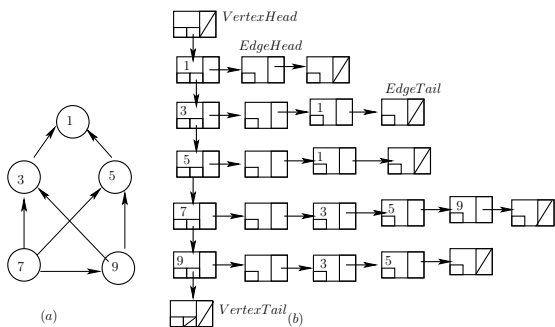 VertexHead
EdgeHead
1
EdgeTail
3 1
5 1
7 3 5 9
9 3 5
VertexTail
1
3 5
7 9
(a) (b)